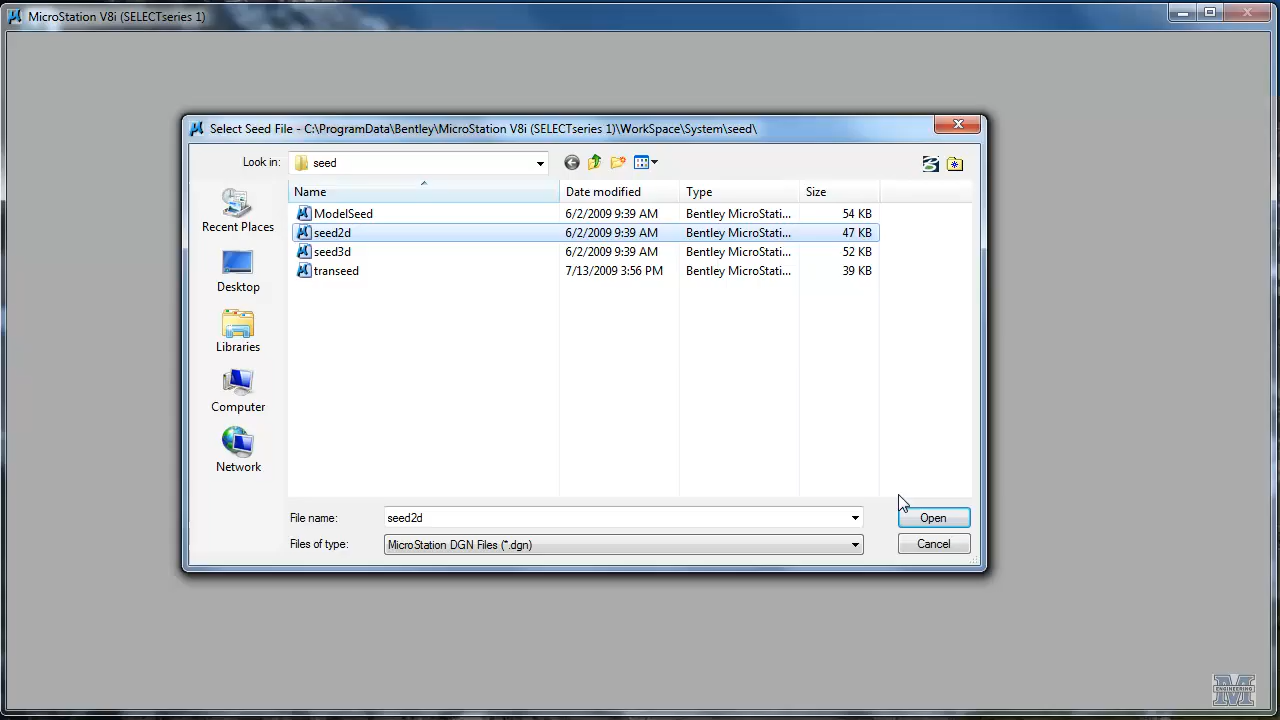 MicroStation V8i (SELECTseries 1)
Select Seed File - C:\ProgramData\Bentley\MicroStation V8i (SELECTseries 1)\WorkSpace\System\seed\
Look in: seed
Name Date modified Type Size
ModelSeed 6/2/2009 9:39 AM Bentley MicroStati... 54 KB
seed2d 6/2/2009 9:39 AM Bentley MicroStati... 47 KB
seed3d 6/2/2009 9:39 AM Bentley MicroStati... 52 KB
transeed 7/13/2009 3:56 PM Bentley MicroStati... 39 KB
Recent Places
Desktop
Libraries
Computer
Network
File name: seed2d Open
Files of type: MicroStation DGN Files (*.dgn) Cancel
M
ENGINEERING